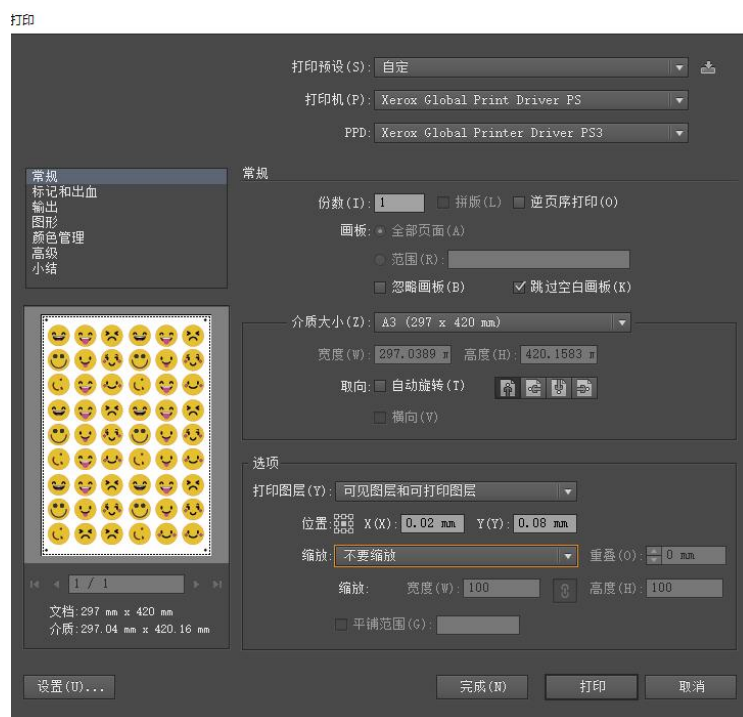 打印
打印预设(S): 自定
打印机(P): Xerox Global Print Driver PS
PPD: Xerox Global Printer Driver PS3
常规
标记和出血
输出
图形
颜色管理
高级
小结
常规
份数(I): 1 拼版(L) 逆页序打印(O)
画板: 全部页面(A)
范围(R):
忽略画板(B) 跳过空白画板(K)
介质大小(Z): A3 (297 x 420 mm)
宽度(W): 297.0389 m 高度(H): 420.1583 m
取向: 自动旋转(T)
横向(V)
选项
打印图层(Y): 可见图层和可打印图层
位置: X(X): 0.02 mm Y(Y): 0.08 mm
缩放: 不要缩放 重叠(O): 0 mm
缩放: 宽度(W): 100 高度(H): 100
平铺范围(G):
1 / 1
文档:297 mm x 420 mm
介质:297.04 mm x 420.16 mm
设置(U)... 完成(N) 打印 取消